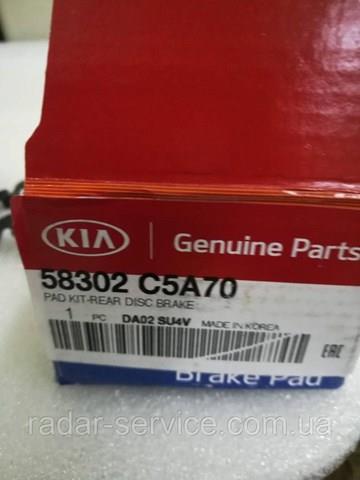 KIA Genuine Parts
58302 C5A70
PAD KIT-REAR DISC BRAKE
1 PC DA02 SU4V MADE IN KOREA
EAC
Brake Pad
radar-service.com.ua